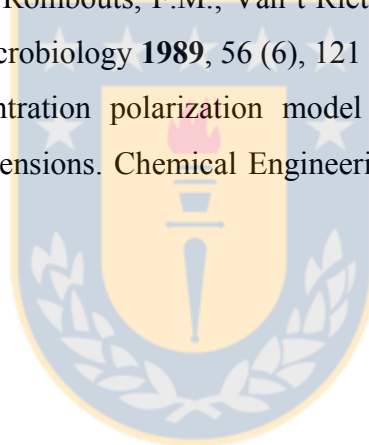 Rombouts, F.M., Van't Riet
crobiology 1989, 56 (6), 121
ntration polarization model
ensions. Chemical Engineeri